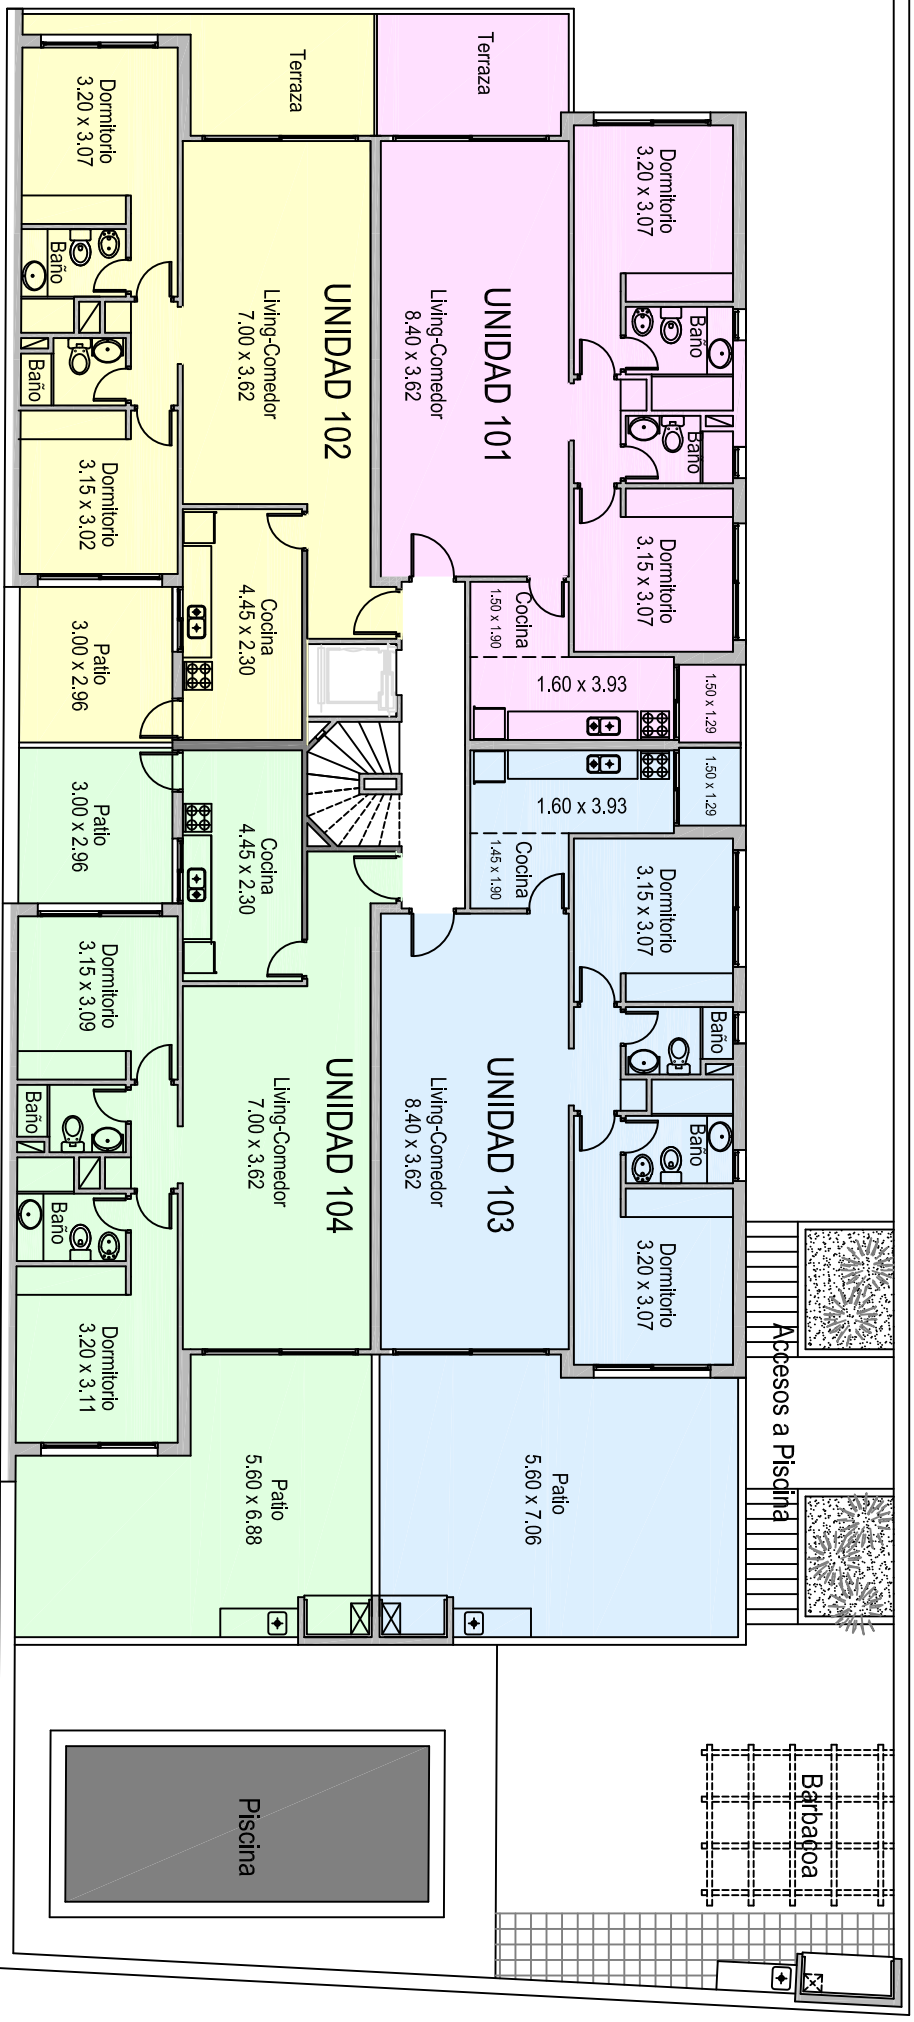 Terraza
Terraza
Dormitorio
3.20 x 3.07
Baño
Baño
Dormitorio
3.15 x 3.02
Living-Comedor
7.00 x 3.62
UNIDAD 102
Cocina
4.45 x 2.30
Patio
3.00 x 2.96
UNIDAD 101
Living-Comedor
8.40 x 3.62
Dormitorio
3.20 x 3.07
Baño
Baño
Dormitorio
3.15 x 3.07
Cocina
1.50 x 1.90
1.60 x 3.93
1.50 x 1.29
1.50 x 1.29
1.60 x 3.93
Cocina
1.45 x 1.90
Dormitorio
3.15 x 3.07
Baño
Baño
Dormitorio
3.20 x 3.07
UNIDAD 103
Living-Comedor
8.40 x 3.62
Patio
5.60 x 7.06
Patio
3.00 x 2.96
Cocina
4.45 x 2.30
Dormitorio
3.15 x 3.09
Baño
Baño
Dormitorio
3.20 x 3.11
UNIDAD 104
Living-Comedor
7.00 x 3.62
Patio
5.60 x 6.88
Accesos a Piscina
Barbacoa
Piscina